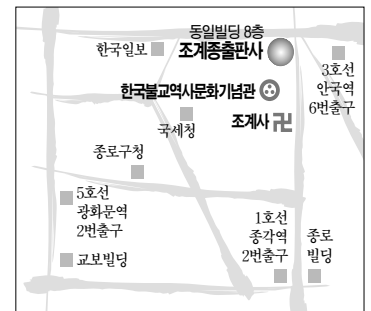 동일빌딩 8층
한국일보
조계종출판사
3호선
안국역
6번출구
한국불교역사문화기념관
국세청
조계사 卍
종로구청
5호선
광화문역
2번출구
1호선
종각역
2번출구
종로
빌딩
교보빌딩